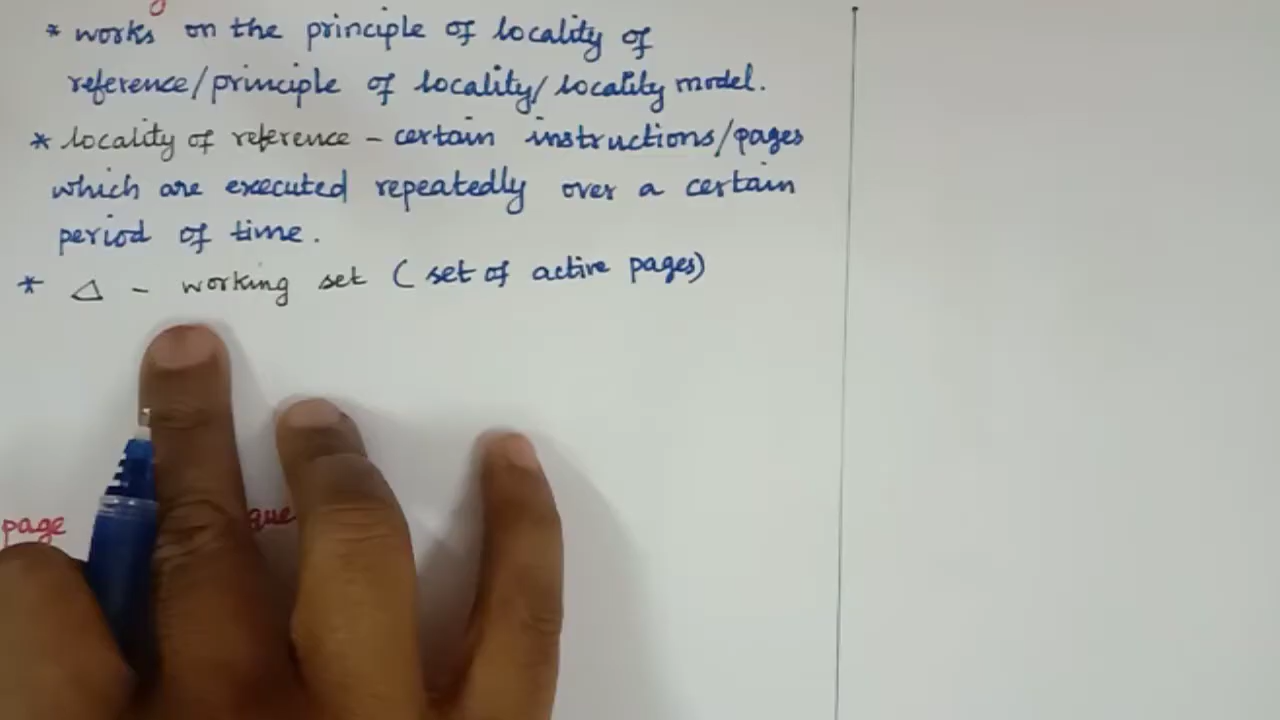 * works on the principle of locality of
reference/principle of locality/locality model.
* locality of reference - certain instructions/pages
which are executed repeatedly over a certain
period of time.
* △ - working set (set of active pages)
page